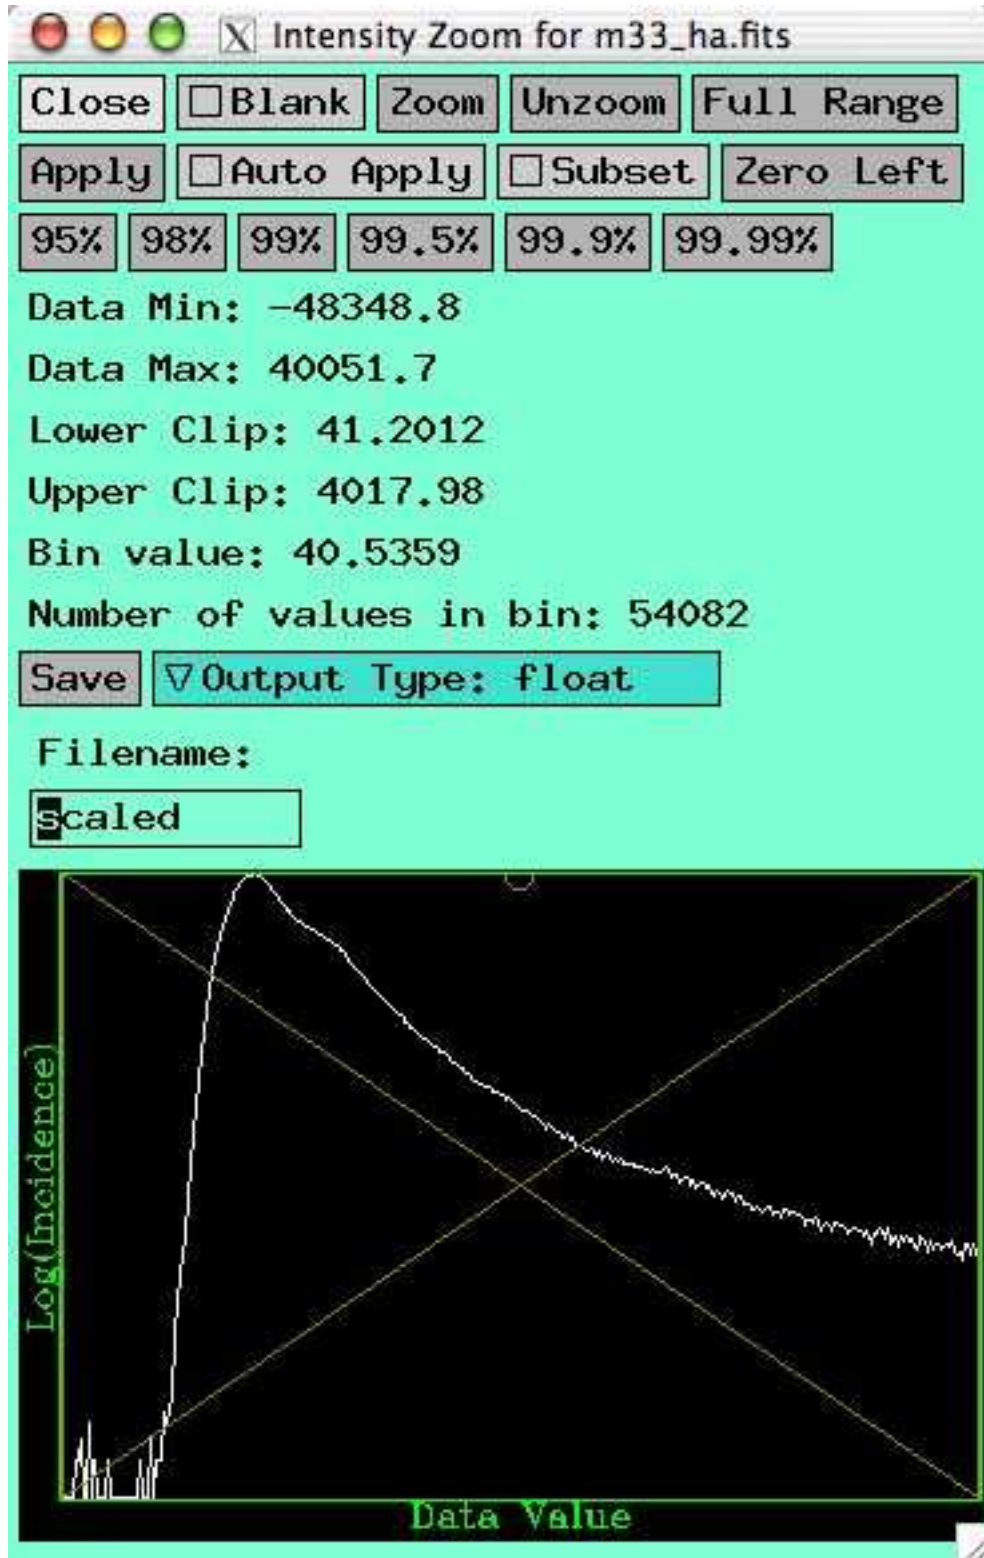 X Intensity Zoom for m33_ha.fits
Close Blank Zoom Unzoom Full Range
Apply Auto Apply Subset Zero Left
95% 98% 99% 99.5% 99.9% 99.99%
Data Min: -48348.8
Data Max: 40051.7
Lower Clip: 41.2012
Upper Clip: 4017.98
Bin value: 40.5359
Number of values in bin: 54082
Save Output Type: float
Filename:
scaled
Log(Incidence)
Data Value